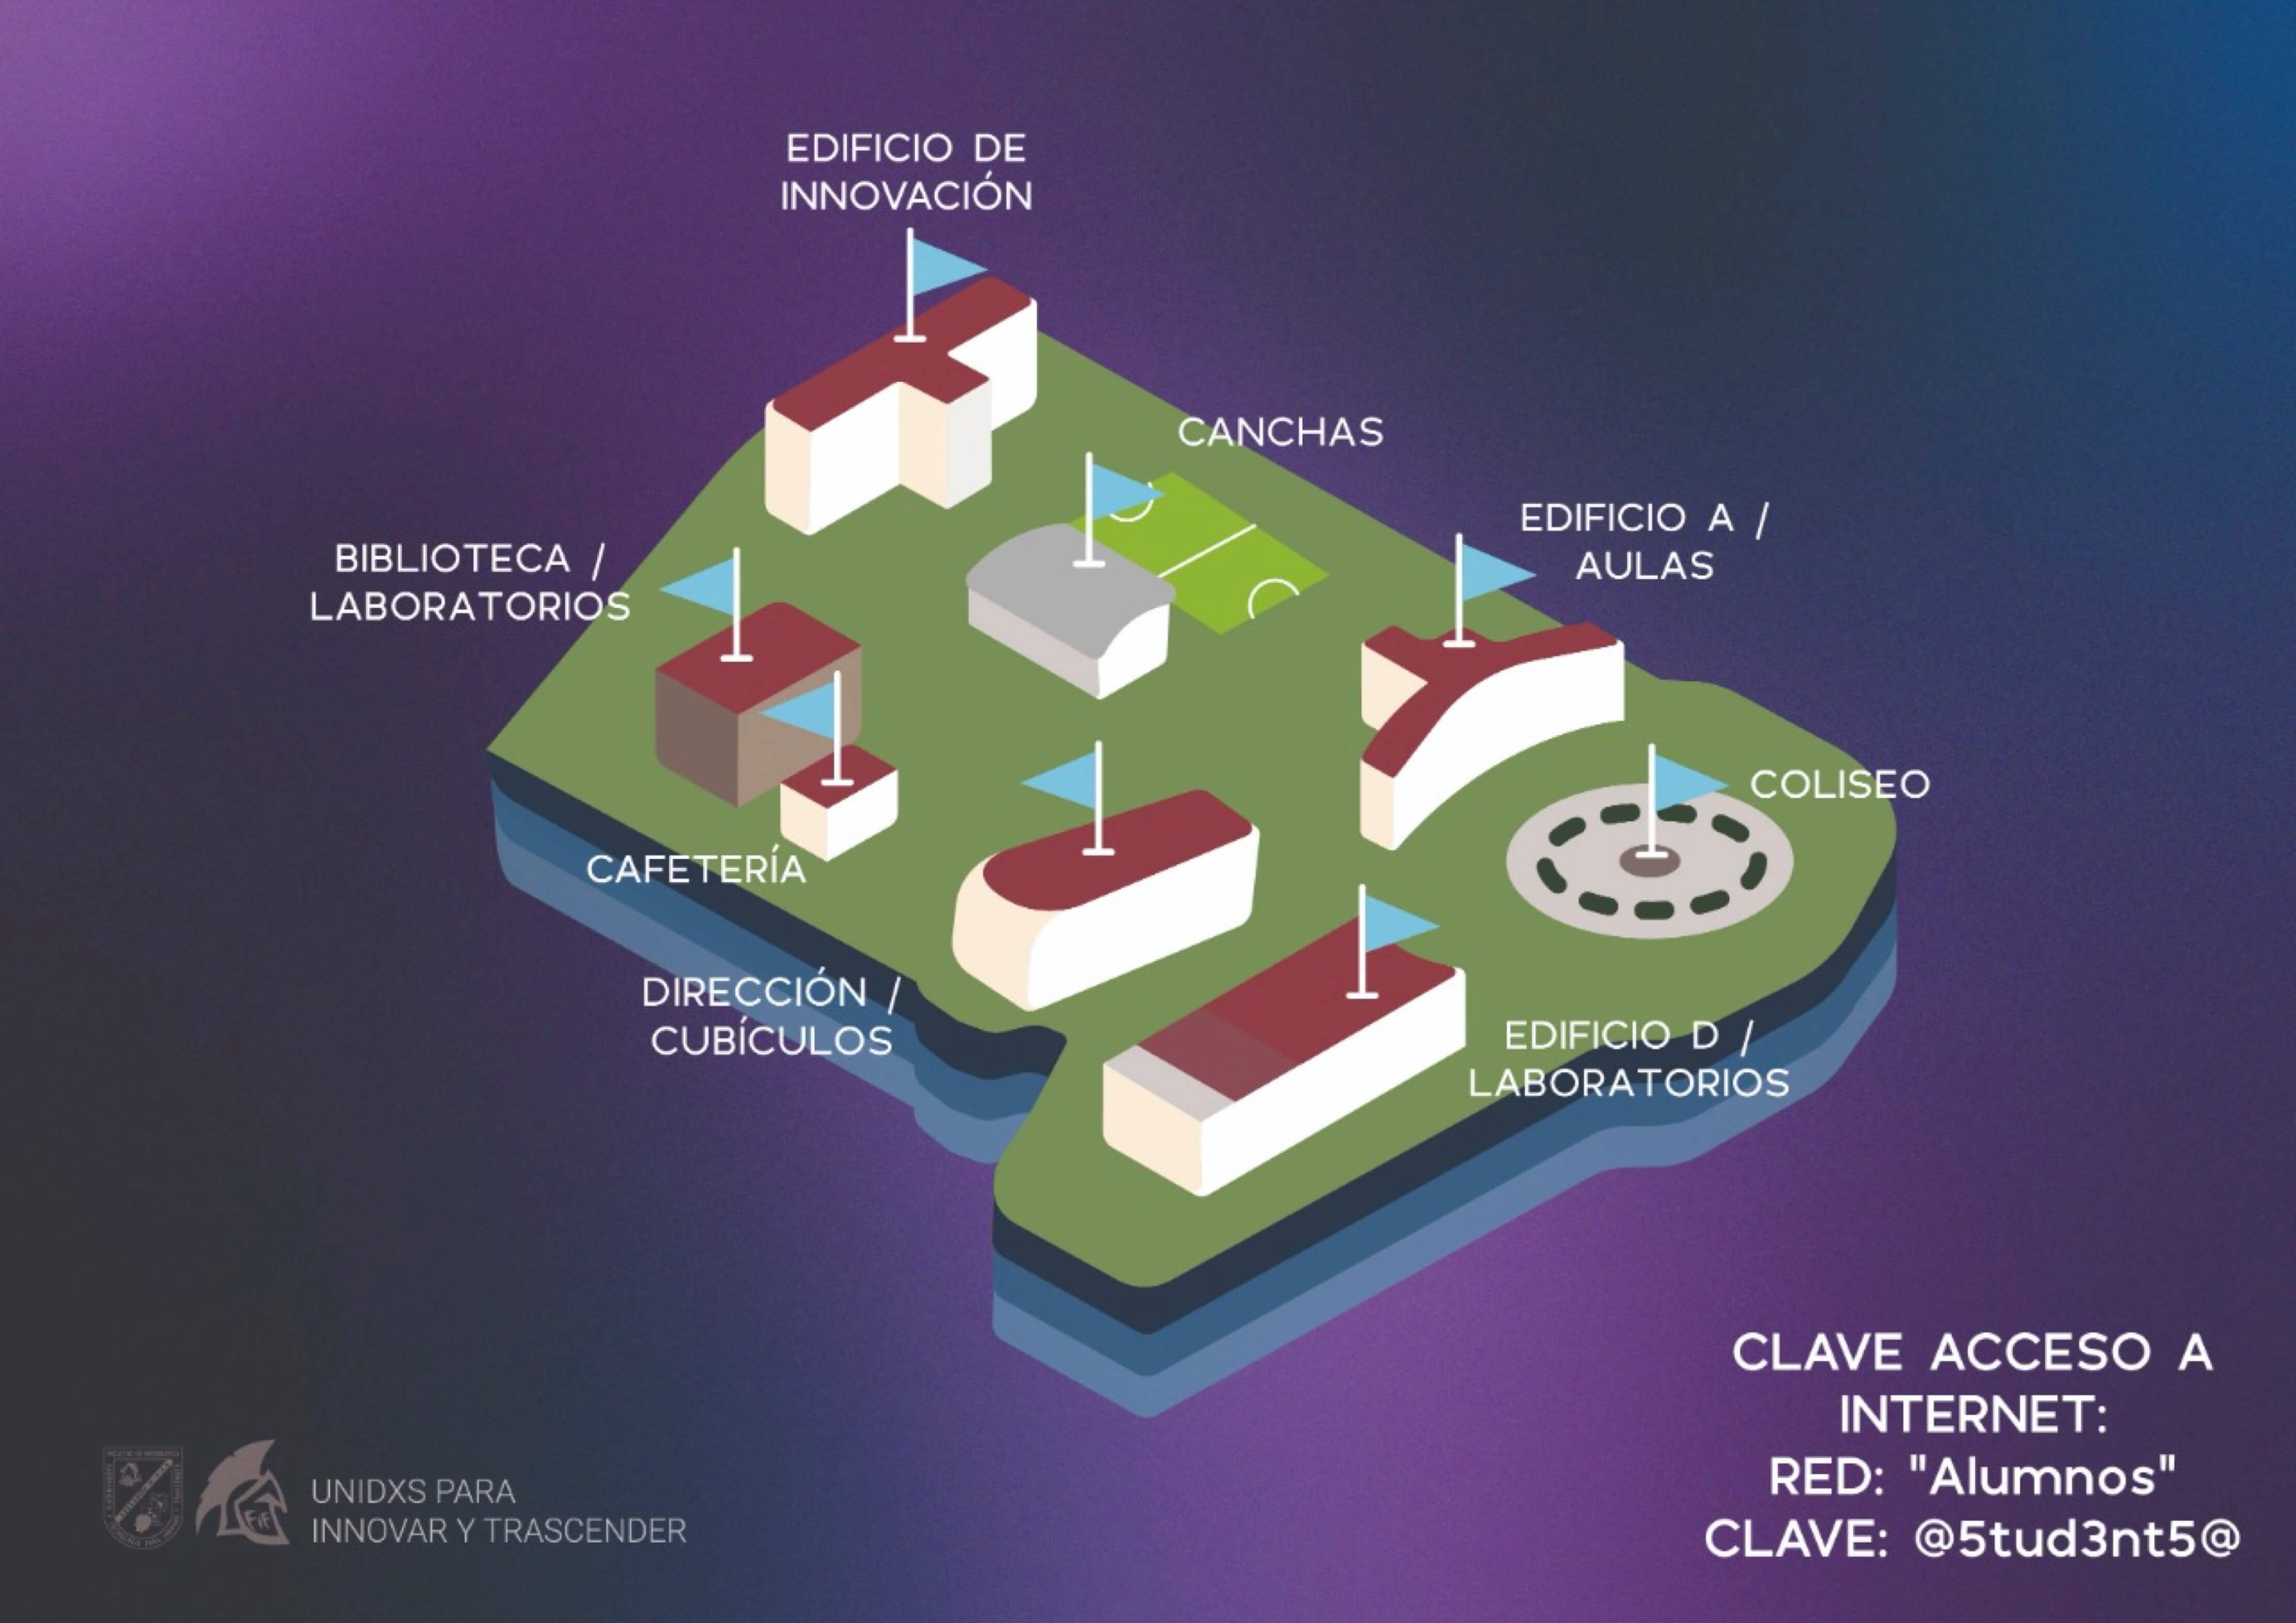 EDIFICIO DE
INNOVACIÓN
CANCHAS
EDIFICIO A /
AULAS
BIBLIOTECA /
LABORATORIOS
COLISEO
CAFETERÍA
DIRECCIÓN /
CUBÍCULOS
EDIFICIO D /
LABORATORIOS
CLAVE ACCESO A
INTERNET:
RED: "Alumnos"
CLAVE: @5tud3nt5@
FIF
UNIDXS PARA
INNOVAR Y TRASCENDER